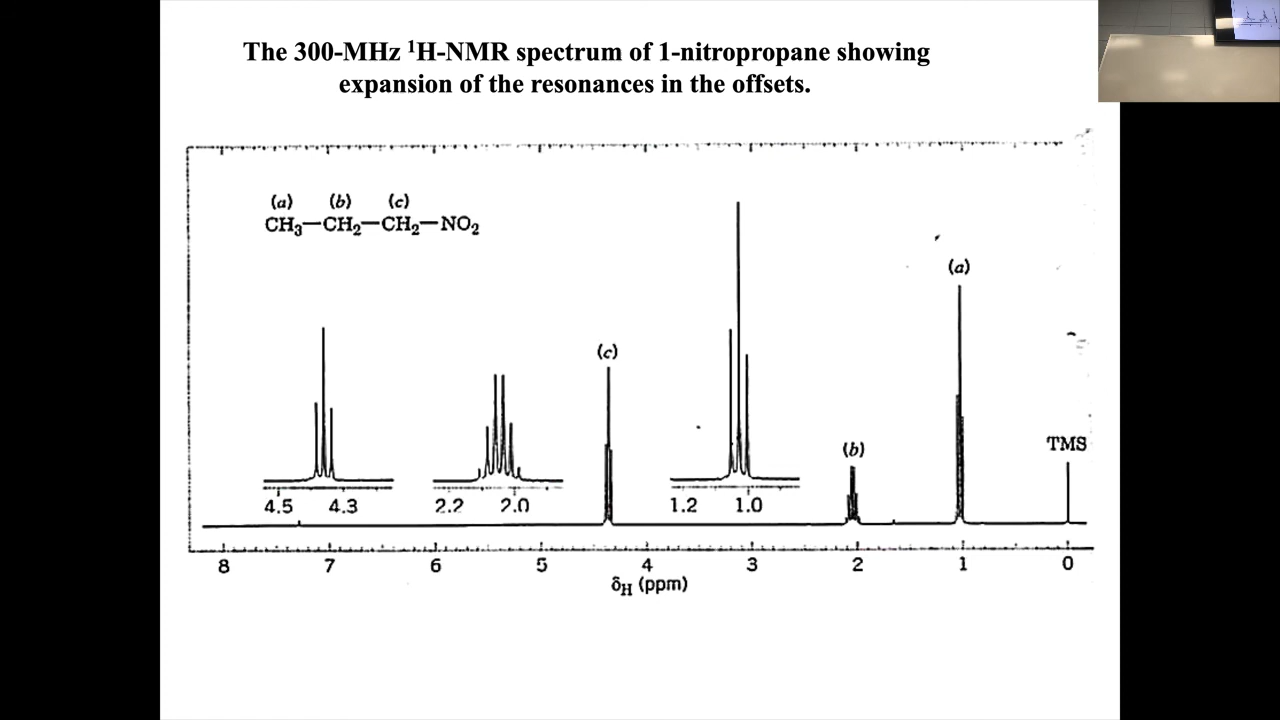 The 300-MHz ¹H-NMR spectrum of 1-nitropropane showing
expansion of the resonances in the offsets.
(a) (b) (c)
CH₃—CH₂—CH₂—NO₂
(a)
(c)
(b)
TMS
4.5 4.3 2.2 2.0 1.2 1.0
8 7 6 5 4 3 2 1 0
δH (ppm)